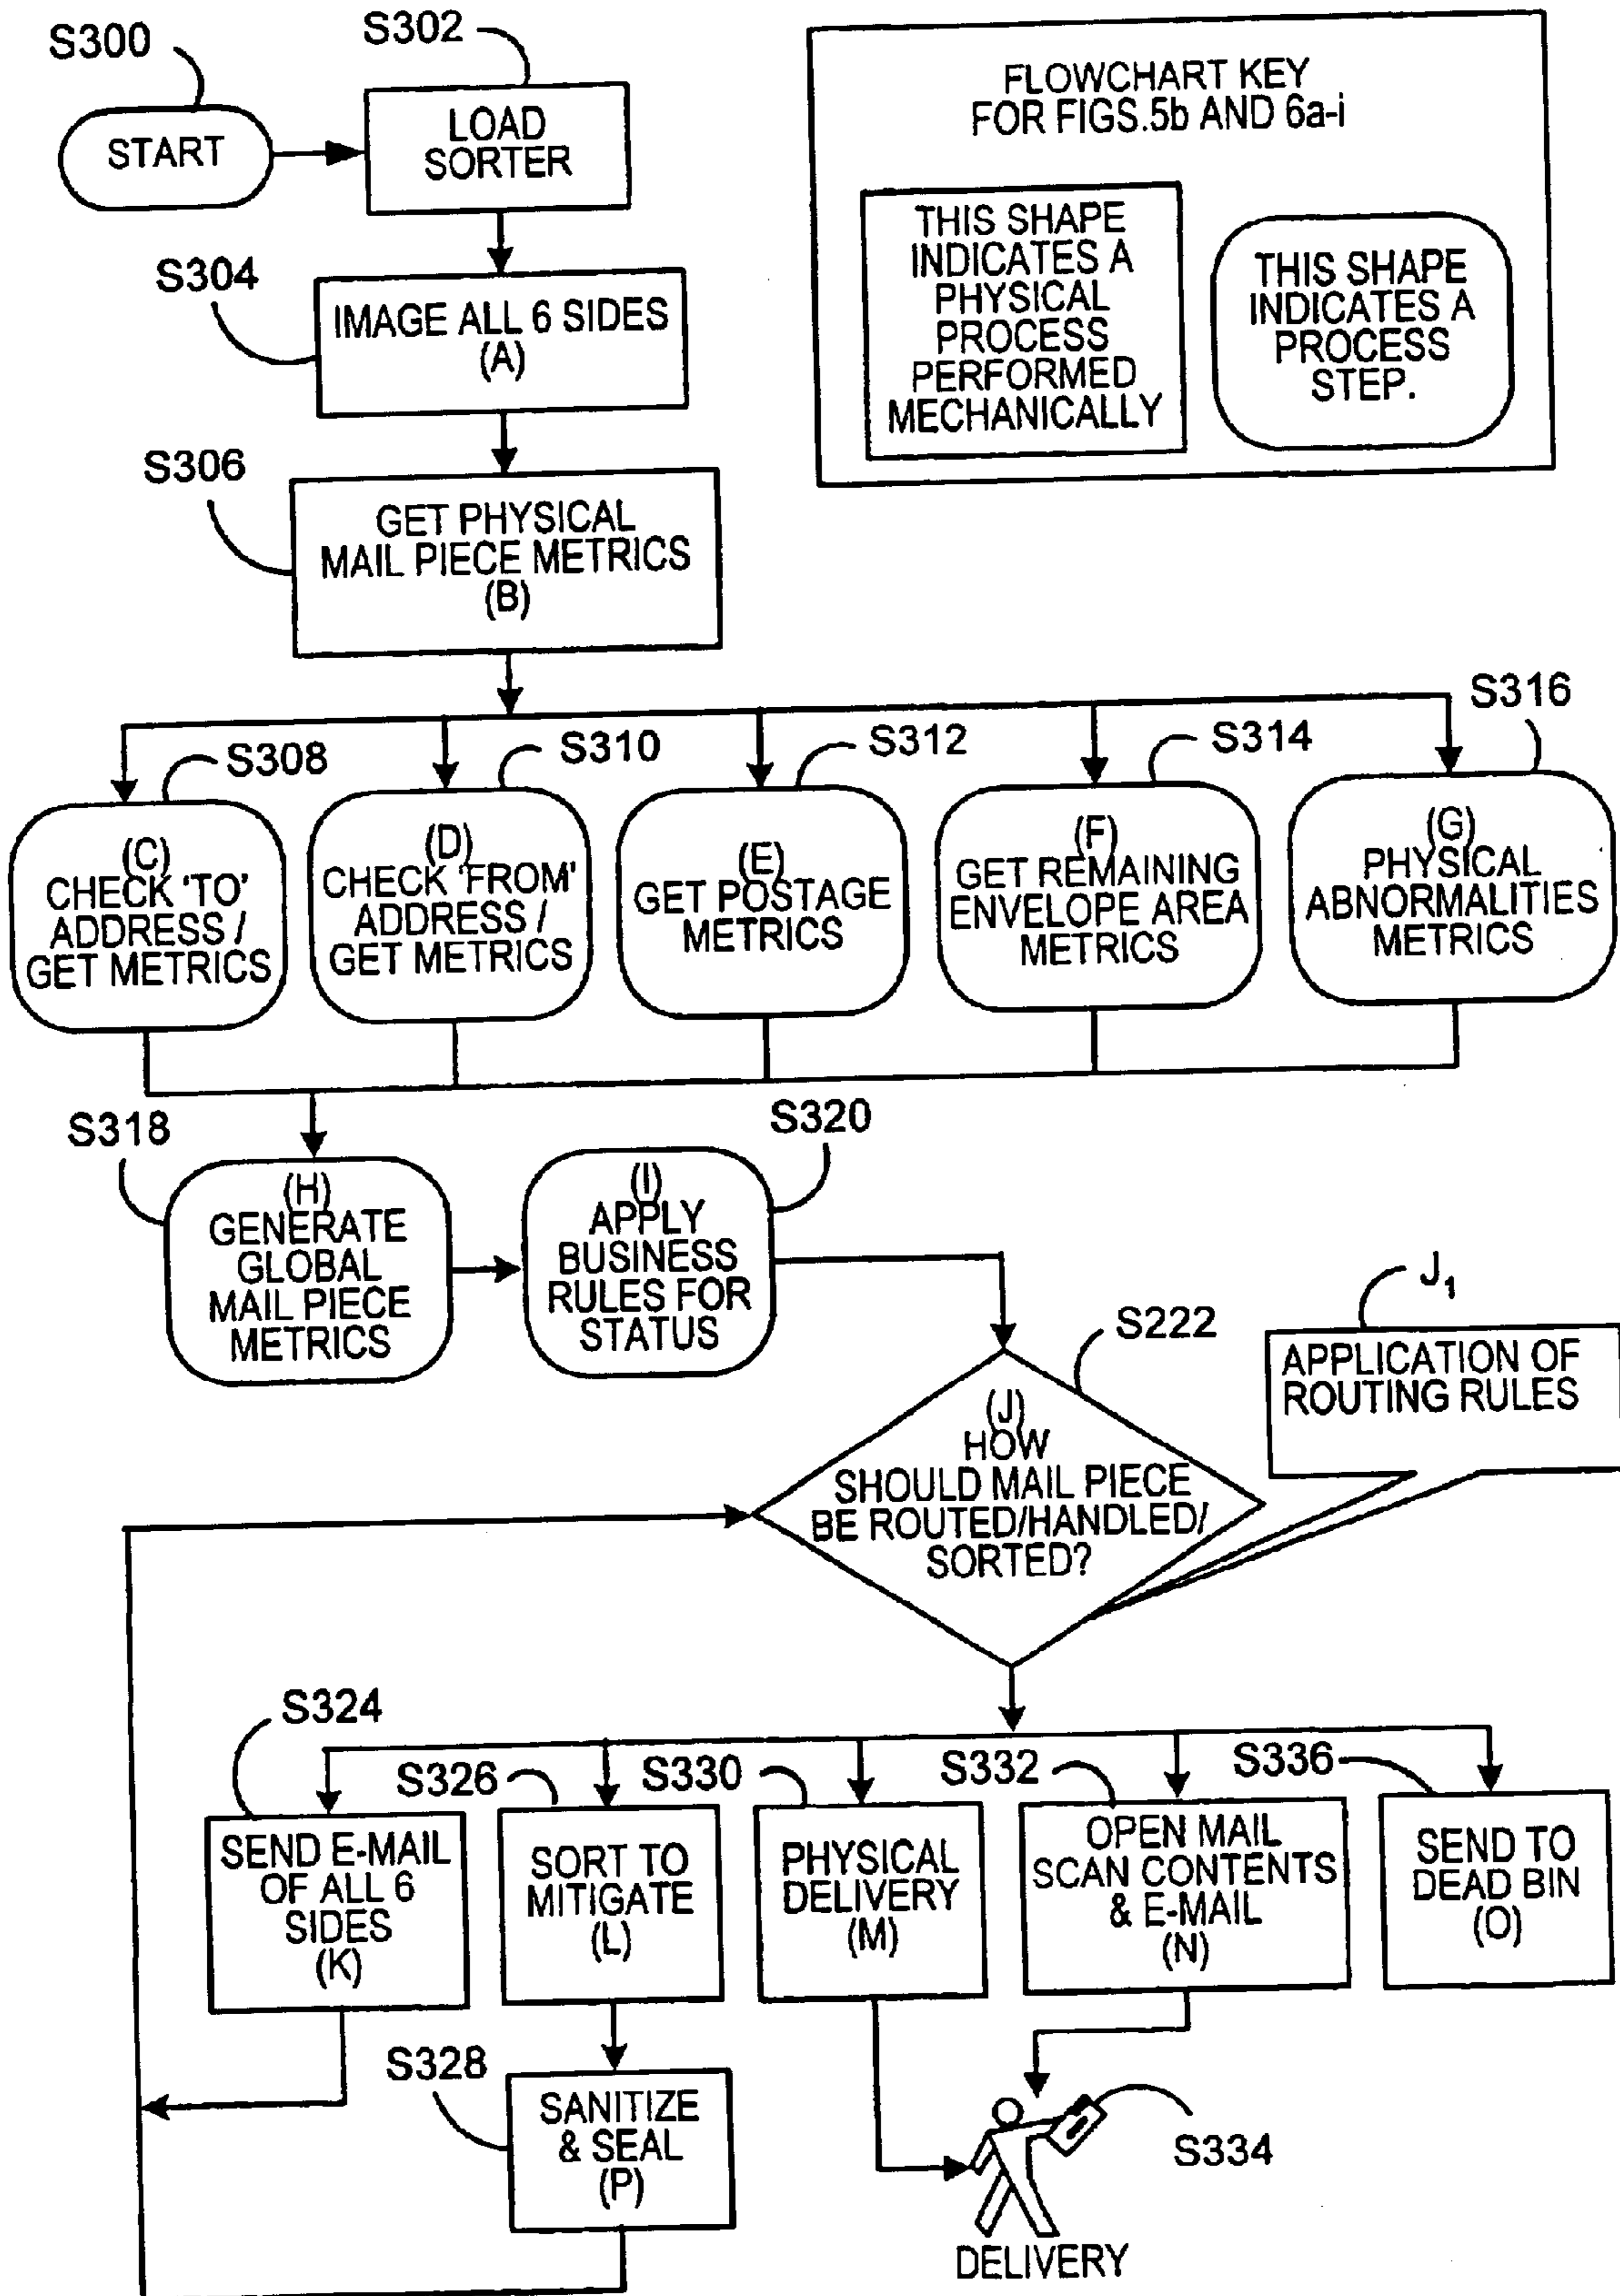 S300
S302
START
LOAD
SORTER
FLOWCHART KEY
FOR FIGS.5b AND 6a-i
THIS SHAPE
INDICATES A
PHYSICAL
PROCESS
PERFORMED
MECHANICALLY
THIS SHAPE
INDICATES A
PROCESS
STEP.
S304
IMAGE ALL 6 SIDES
(A)
S306
GET PHYSICAL
MAIL PIECE METRICS
(B)
S308
S310
S312
S314
S316
(C)
CHECK 'TO'
ADDRESS /
GET METRICS
(D)
CHECK 'FROM'
ADDRESS /
GET METRICS
(E)
GET POSTAGE
METRICS
(F)
GET REMAINING
ENVELOPE AREA
METRICS
(G)
PHYSICAL
ABNORMALITIES
METRICS
S318
S320
(H)
GENERATE
GLOBAL
MAIL PIECE
METRICS
(I)
APPLY
BUSINESS
RULES FOR
STATUS
S222
J1
APPLICATION OF
ROUTING RULES
(J)
HOW
SHOULD MAIL PIECE
BE ROUTED/HANDLED/
SORTED?
S324
S326
S330
S332
S336
SEND E-MAIL
OF ALL 6
SIDES
(K)
SORT TO
MITIGATE
(L)
PHYSICAL
DELIVERY
(M)
OPEN MAIL
SCAN CONTENTS
& E-MAIL
(N)
SEND TO
DEAD BIN
(O)
S328
SANITIZE
& SEAL
(P)
S334
DELIVERY